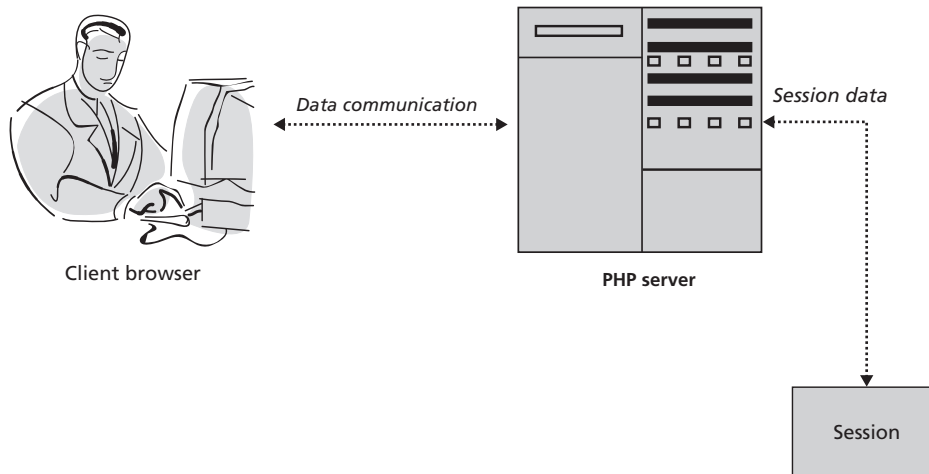 Data communication
Session data
Client browser
PHP server
Session